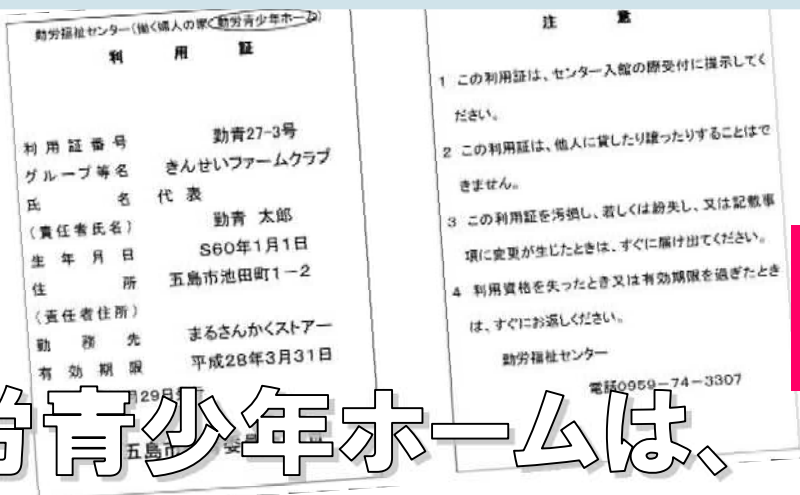 勤労福祉センター(働く婦人の家・勤労青少年ホーム)
利用証
利用証番号 勤青27-3号
グループ等名 きんせいファームクラブ
氏名 代表
(責任者氏名) 勤青 太郎
生年月日 S60年1月1日
住所 五島市池田町1-2
(責任者住所)
勤務先 まるさんかくストアー
有効期限 平成28年3月31日
月29日
五島市
注意
1 この利用証は、センター入館の際受付に提示してく
ださい。
2 この利用証は、他人に貸したり譲ったりすることはで
きません。
3 この利用証を汚損し、若しくは紛失し、又は記載事
項に変更が生じたときは、すぐに届け出てください。
4 利用資格を失ったとき又は有効期限を過ぎたとき
は、すぐにお返しください。
勤労福祉センター
電話0959-74-3307
労青少年ホームは、